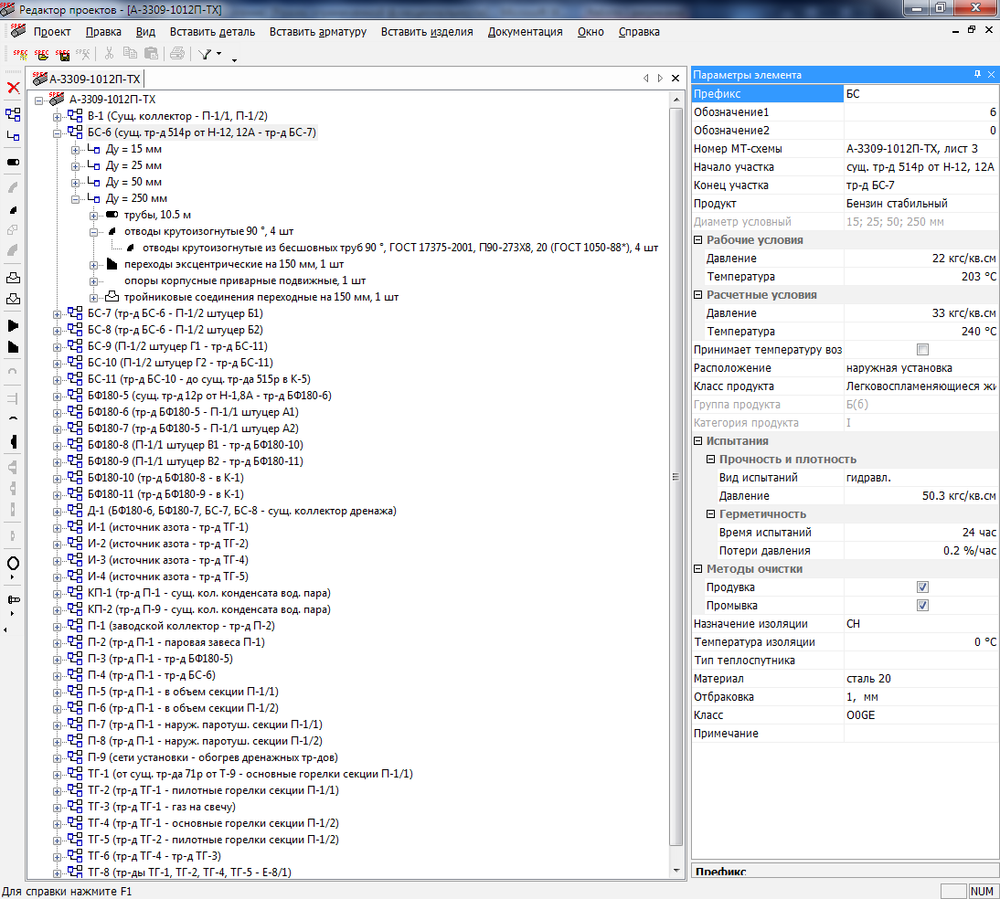 Редактор проектов - [А-3309-1012П-ТХ]
Проект Правка Вид Вставить деталь Вставить арматуру Вставить изделия Документация Окно Справка
А-3309-1012П-ТХ
А-3309-1012П-ТХ
В-1 (Сущ. коллектор - П-1/1, П-1/2)
БС-6 (сущ. тр-д 514р от Н-12, 12А - тр-д БС-7)
Ду = 15 мм
Ду = 25 мм
Ду = 50 мм
Ду = 250 мм
трубы, 10.5 м
отводы крутоизогнутые 90 °, 4 шт
отводы крутоизогнутые из бесшовных труб 90 °, ГОСТ 17375-2001, П90-273Х8, 20 (ГОСТ 1050-88*), 4 шт
переходы эксцентрические на 150 мм, 1 шт
опоры корпусные приварные подвижные, 1 шт
тройниковые соединения переходные на 150 мм, 1 шт
БС-7 (тр-д БС-6 - П-1/2 штуцер Б1)
БС-8 (тр-д БС-6 - П-1/2 штуцер Б2)
БС-9 (П-1/2 штуцер Г1 - тр-д БС-11)
БС-10 (П-1/2 штуцер Г2 - тр-д БС-11)
БС-11 (тр-д БС-10 - до сущ. тр-да 515р в К-5)
БФ180-5 (сущ. тр-д 12р от Н-1,8А - тр-д БФ180-6)
БФ180-6 (тр-д БФ180-5 - П-1/1 штуцер А1)
БФ180-7 (тр-д БФ180-5 - П-1/1 штуцер А2)
БФ180-8 (П-1/1 штуцер В1 - тр-д БФ180-10)
БФ180-9 (П-1/1 штуцер В2 - тр-д БФ180-11)
БФ180-10 (тр-д БФ180-8 - в К-1)
БФ180-11 (тр-д БФ180-9 - в К-1)
Д-1 (БФ180-6, БФ180-7, БС-7, БС-8 - сущ. коллектор дренажа)
И-1 (источник азота - тр-д ТГ-1)
И-2 (источник азота - тр-д ТГ-2)
И-3 (источник азота - тр-д ТГ-4)
И-4 (источник азота - тр-д ТГ-5)
КП-1 (тр-д П-1 - сущ. кол. конденсата вод. пара)
КП-2 (тр-д П-9 - сущ. кол. конденсата вод. пара)
П-1 (заводской коллектор - тр-д П-2)
П-2 (тр-д П-1 - паровая завеса П-1)
П-3 (тр-д П-1 - тр-д БФ180-5)
П-4 (тр-д П-1 - тр-д БС-6)
П-5 (тр-д П-1 - в объем секции П-1/1)
П-6 (тр-д П-1 - в объем секции П-1/2)
П-7 (тр-д П-1 - наруж. паротуш. секции П-1/1)
П-8 (тр-д П-1 - наруж. паротуш. секции П-1/2)
П-9 (сети установки - обогрев дренажных тр-дов)
ТГ-1 (от сущ. тр-да 71р от Т-9 - основные горелки секции П-1/1)
ТГ-2 (тр-д ТГ-1 - пилотные горелки секции П-1/1)
ТГ-3 (тр-д ТГ-1 - газ на свечу)
ТГ-4 (тр-д ТГ-1 - основные горелки секции П-1/2)
ТГ-5 (тр-д ТГ-2 - пилотные горелки секции П-1/2)
ТГ-6 (тр-д ТГ-4 - тр-д ТГ-3)
ТГ-8 (тр-ды ТГ-1, ТГ-2, ТГ-4, ТГ-5 - Е-8/1)
Параметры элемента
Префикс БС
Обозначение1 6
Обозначение2 0
Номер МТ-схемы А-3309-1012П-ТХ, лист 3
Начало участка сущ. тр-д 514р от Н-12, 12А
Конец участка тр-д БС-7
Продукт Бензин стабильный
Диаметр условный 15; 25; 50; 250 мм
Рабочие условия
Давление 22 кгс/кв.см
Температура 203 °C
Расчетные условия
Давление 33 кгс/кв.см
Температура 240 °C
Принимает температуру воз
Расположение наружная установка
Класс продукта Легковоспламеняющиеся жи
Группа продукта Б(б)
Категория продукта I
Испытания
Прочность и плотность
Вид испытаний гидравл.
Давление 50.3 кгс/кв.см
Герметичность
Время испытаний 24 час
Потери давления 0.2 %/час
Методы очистки
Продувка
Промывка
Назначение изоляции СН
Температура изоляции 0 °C
Тип теплоспутника
Материал сталь 20
Отбраковка 1, мм
Класс O0GE
Примечание
Префикс
Для справки нажмите F1
NUM